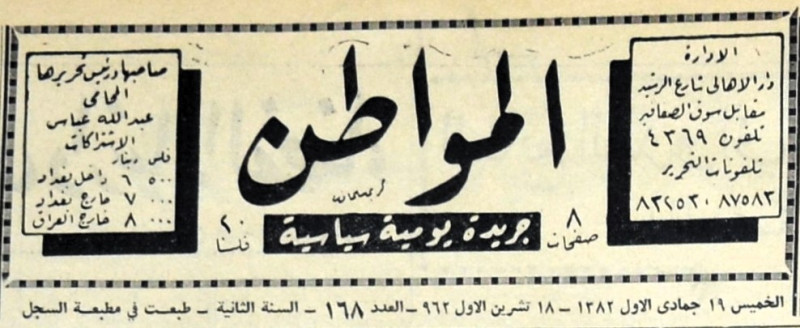 الادارة
دار الاهالي شارع الرشيد
مقابل سوق الصفافير
تلفون ٤٣٦٩
تلفونات التحرير
٨٧٥٨٣ ٨٢٢٥٣٠
المواطن
٨ صفحات
جريدة يومية سياسية
٢٠ فلسا
صاحبها ورئيس تحريرها
المحامي
عبدالله عباس
الاشتراكات
فلس دينار
٥٠٠ ٦ داخل بغداد
٠٠٠ ٧ خارج بغداد
٠٠٠ ٨ خارج العراق
الخميس ١٩ جمادى الاول ١٣٨٢ – ١٨ تشرين الاول ٩٦٢ – العدد ١٦٨ – السنة الثانية – طبعت في مطبعة السجل